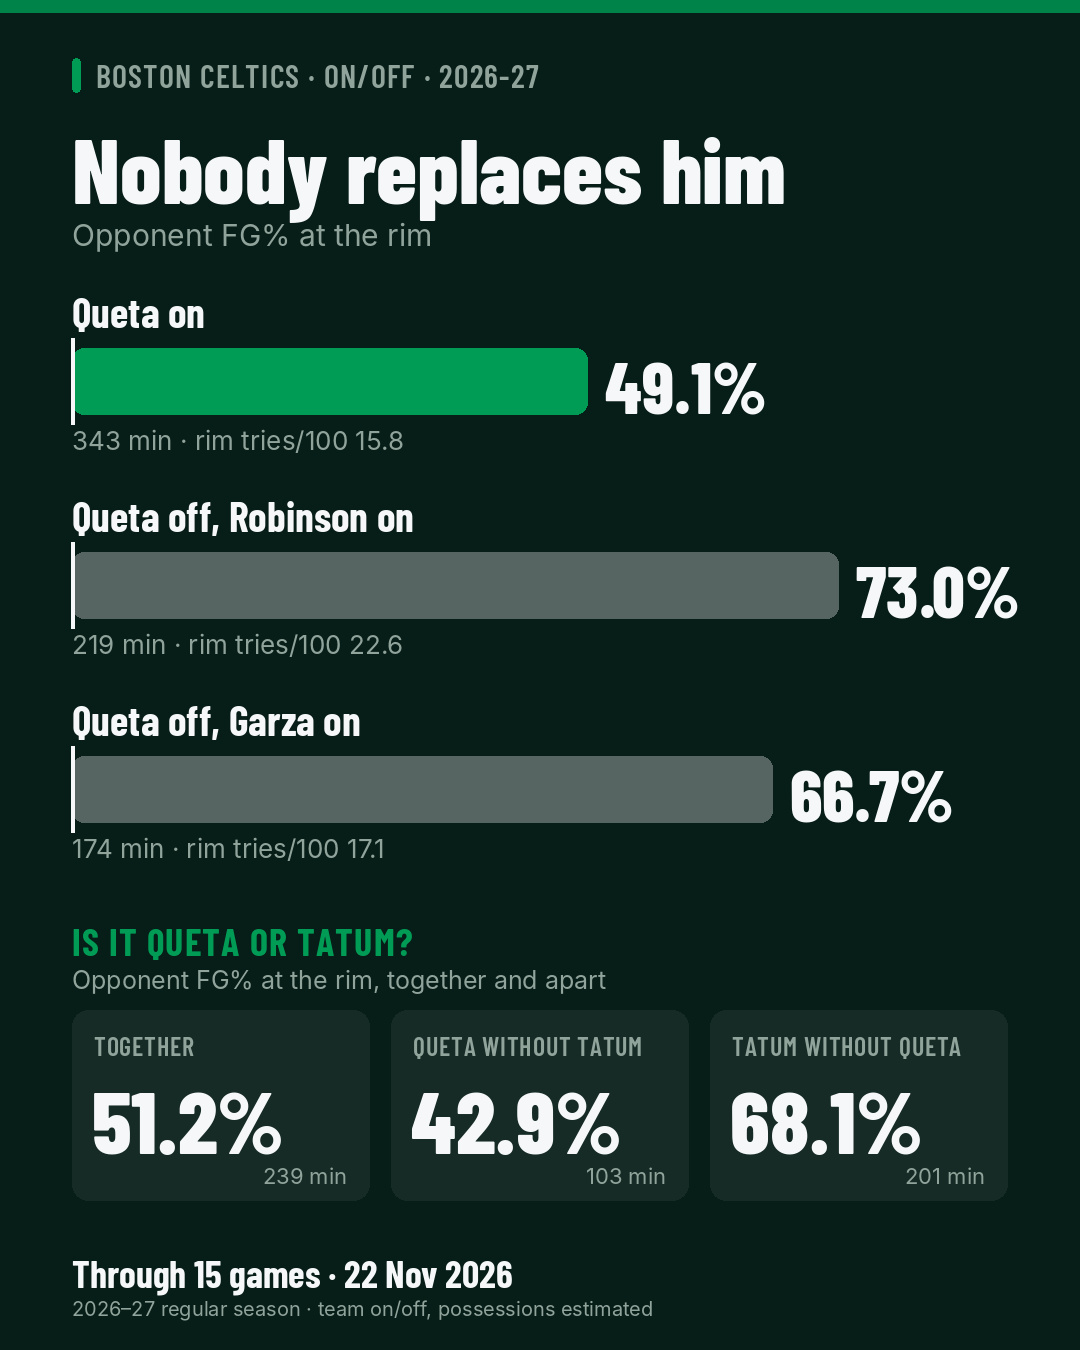 BOSTON CELTICS · ON/OFF · 2026-27
Nobody replaces him
Opponent FG% at the rim
Queta on
49.1%
343 min · rim tries/100 15.8
Queta off, Robinson on
73.0%
219 min · rim tries/100 22.6
Queta off, Garza on
66.7%
174 min · rim tries/100 17.1
IS IT QUETA OR TATUM?
Opponent FG% at the rim, together and apart
TOGETHER
51.2%
239 min
QUETA WITHOUT TATUM
42.9%
103 min
TATUM WITHOUT QUETA
68.1%
201 min
Through 15 games · 22 Nov 2026
2026–27 regular season · team on/off, possessions estimated